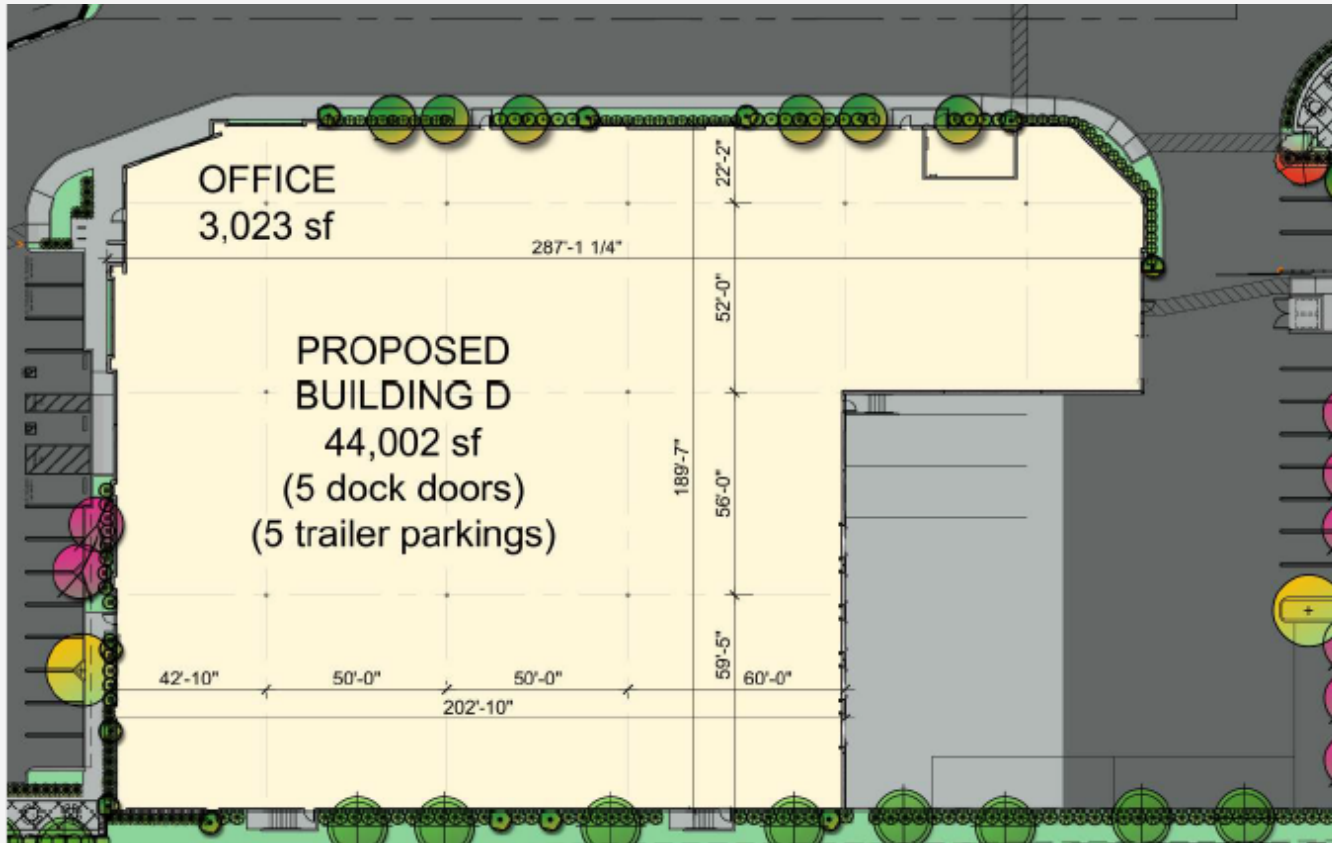 OFFICE
3,023 sf
22'-2"
287'-1 1/4"
52'-0"
PROPOSED
BUILDING D
44,002 sf
(5 dock doors)
(5 trailer parkings)
189'-7"
56'-0"
59'-5"
42'-10"
50'-0"
50'-0"
60'-0"
202'-10"